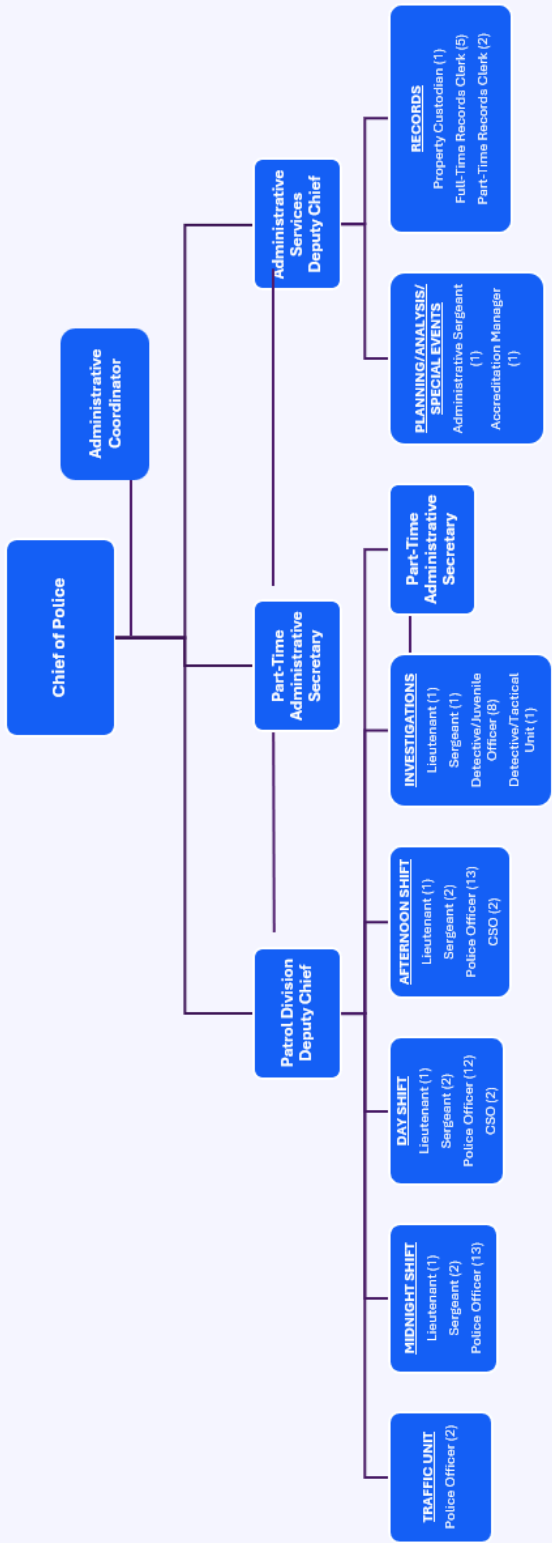 Chief of Police
Administrative
Coordinator
Patrol Division
Deputy Chief
Part-Time
Administrative
Secretary
Administrative
Services
Deputy Chief
TRAFFIC UNIT
Police Officer (2)
MIDNIGHT SHIFT
Lieutenant (1)
Sergeant (2)
Police Officer (13)
DAY SHIFT
Lieutenant (1)
Sergeant (2)
Police Officer (12)
CSO (2)
AFTERNOON SHIFT
Lieutenant (1)
Sergeant (2)
Police Officer (13)
CSO (2)
INVESTIGATIONS
Lieutenant (1)
Sergeant (1)
Detective/Juvenile
Officer (8)
Detective/Tactical
Unit (1)
Part-Time
Administrative
Secretary
PLANNING/ANALYSIS/
SPECIAL EVENTS
Administrative Sergeant
(1)
Accreditation Manager
(1)
RECORDS
Property Custodian (1)
Full-Time Records Clerk (5)
Part-Time Records Clerk (2)